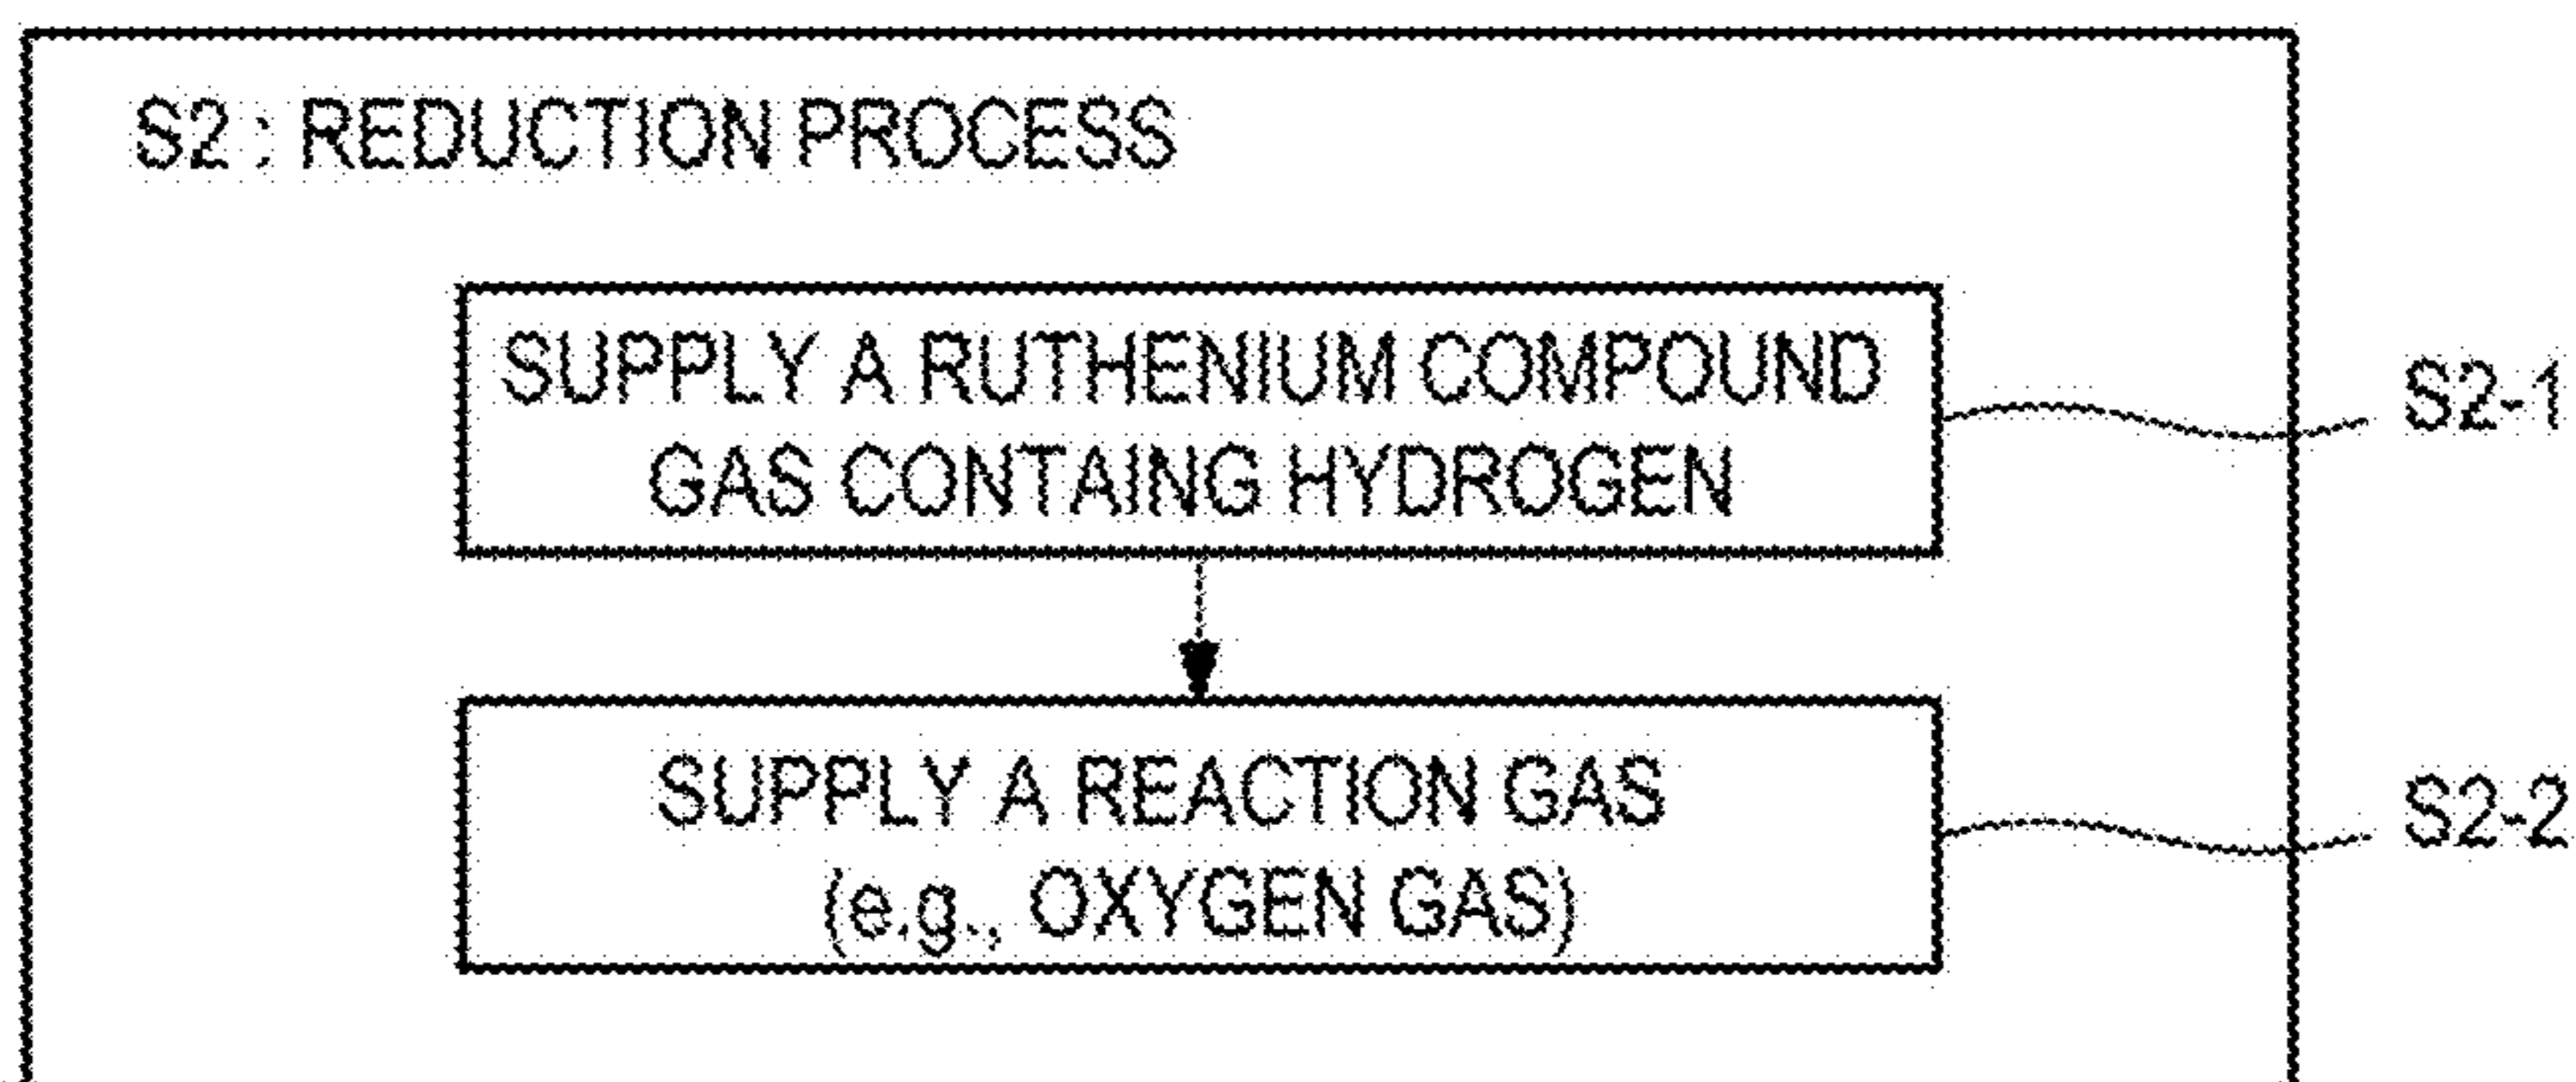 S2 : REDUCTION PROCESS
SUPPLY A RUTHENIUM COMPOUND
GAS CONTAING HYDROGEN
S2-1
SUPPLY A REACTION GAS
(e.g., OXYGEN GAS)
S2-2